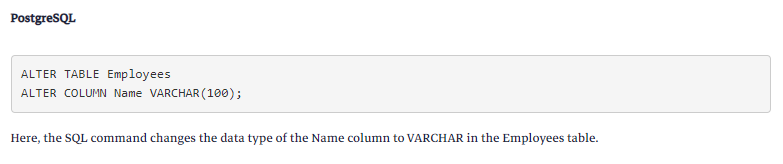 PostgreSQL
ALTER TABLE Employees
ALTER COLUMN Name VARCHAR(100);
Here, the SQL command changes the data type of the Name column to VARCHAR in the Employees table.